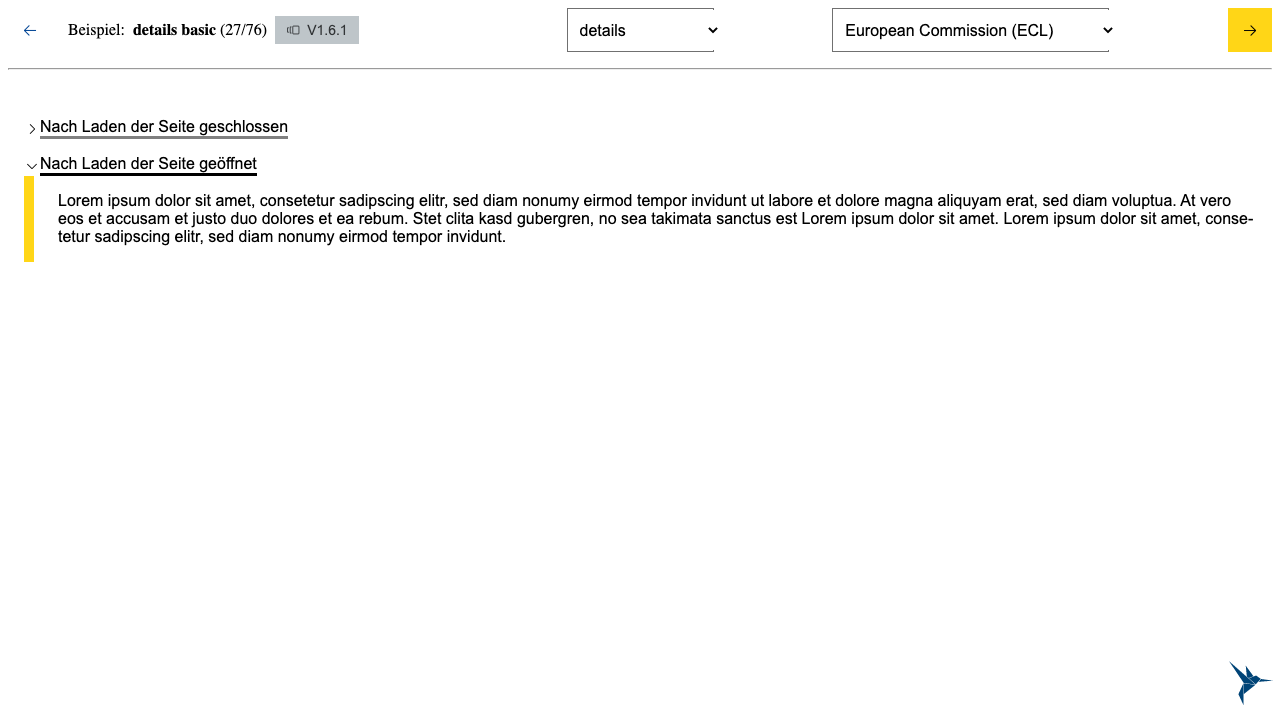 Beispiel: details basic (27/76) V1.6.1 details European Commission (ECL)
Nach Laden der Seite geschlossen
Nach Laden der Seite geöffnet
Lorem ipsum dolor sit amet, consetetur sadipscing elitr, sed diam nonumy eirmod tempor invidunt ut labore et dolore magna aliquyam erat, sed diam voluptua. At vero
eos et accusam et justo duo dolores et ea rebum. Stet clita kasd gubergren, no sea takimata sanctus est Lorem ipsum dolor sit amet. Lorem ipsum dolor sit amet, conse-
tetur sadipscing elitr, sed diam nonumy eirmod tempor invidunt.